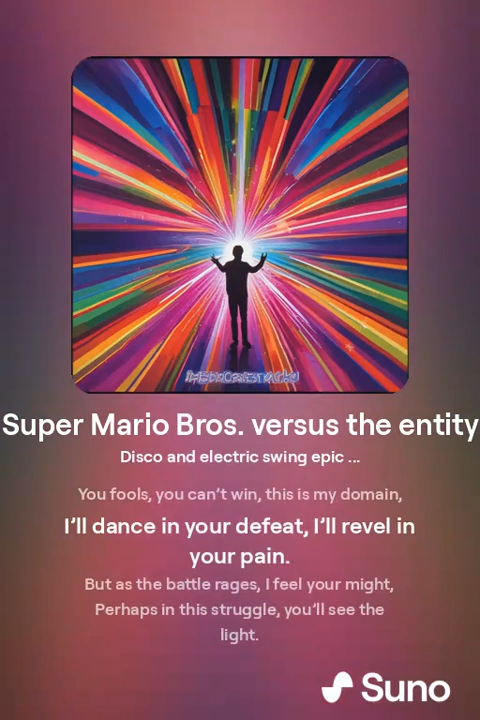 Super Mario Bros. versus the entity
Disco and electric swing epic ...
You fools, you can't win, this is my domain,
I'll dance in your defeat, I'll revel in
your pain.
But as the battle rages, I feel your might,
Perhaps in this struggle, you'll see the
light.
Suno